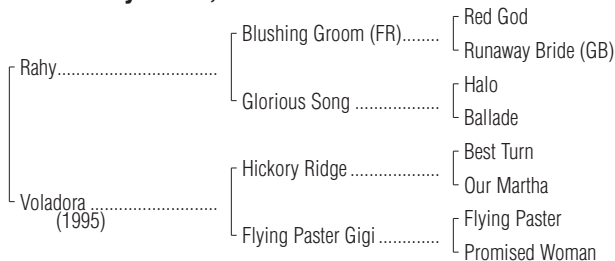 Red God
Blushing Groom (FR)........
Runaway Bride (GB)
Rahy..................................
Halo
Glorious Song ..................
Ballade
Best Turn
Hickory Ridge ...................
Our Martha
Voladora ...........................
(1995)
Flying Paster
Flying Paster Gigi .............
Promised Woman